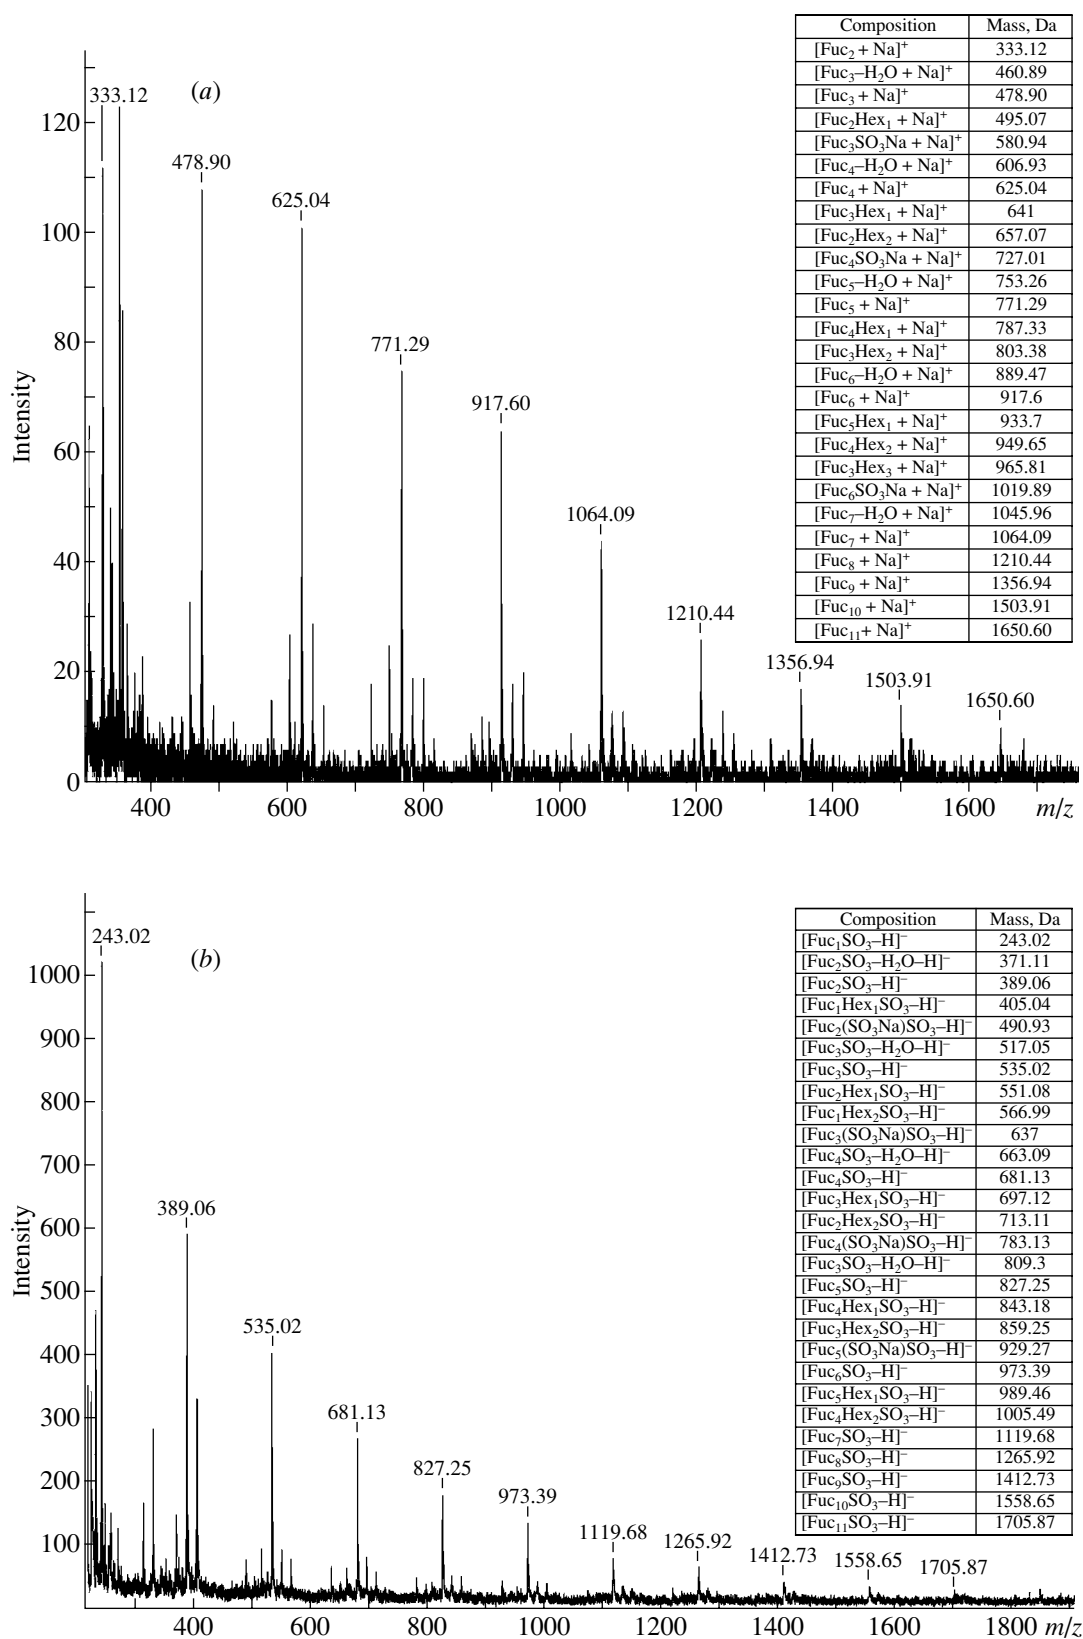 (a)
Intensity
120
100
80
60
40
20
0
333.12
478.90
625.04
771.29
917.60
1064.09
1210.44
1356.94
1503.91
1650.60
400 600 800 1000 1200 1400 1600 m/z
Composition Mass, Da
[Fuc₂ + Na]⁺ 333.12
[Fuc₃–H₂O + Na]⁺ 460.89
[Fuc₃ + Na]⁺ 478.90
[Fuc₂Hex₁ + Na]⁺ 495.07
[Fuc₃SO₃Na + Na]⁺ 580.94
[Fuc₄–H₂O + Na]⁺ 606.93
[Fuc₄ + Na]⁺ 625.04
[Fuc₃Hex₁ + Na]⁺ 641
[Fuc₂Hex₂ + Na]⁺ 657.07
[Fuc₄SO₃Na + Na]⁺ 727.01
[Fuc₅–H₂O + Na]⁺ 753.26
[Fuc₅ + Na]⁺ 771.29
[Fuc₄Hex₁ + Na]⁺ 787.33
[Fuc₃Hex₂ + Na]⁺ 803.38
[Fuc₆–H₂O + Na]⁺ 889.47
[Fuc₆ + Na]⁺ 917.6
[Fuc₅Hex₁ + Na]⁺ 933.7
[Fuc₄Hex₂ + Na]⁺ 949.65
[Fuc₃Hex₃ + Na]⁺ 965.81
[Fuc₆SO₃Na + Na]⁺ 1019.89
[Fuc₇–H₂O + Na]⁺ 1045.96
[Fuc₇ + Na]⁺ 1064.09
[Fuc₈ + Na]⁺ 1210.44
[Fuc₉ + Na]⁺ 1356.94
[Fuc₁₀ + Na]⁺ 1503.91
[Fuc₁₁+ Na]⁺ 1650.60
(b)
Intensity
1000
900
800
700
600
500
400
300
200
100
243.02
389.06
535.02
681.13
827.25
973.39
1119.68
1265.92
1412.73
1558.65
1705.87
400 600 800 1000 1200 1400 1600 1800 m/z
Composition Mass, Da
[Fuc₁SO₃–H]⁻ 243.02
[Fuc₂SO₃–H₂O–H]⁻ 371.11
[Fuc₂SO₃–H]⁻ 389.06
[Fuc₁Hex₁SO₃–H]⁻ 405.04
[Fuc₂(SO₃Na)SO₃–H]⁻ 490.93
[Fuc₃SO₃–H₂O–H]⁻ 517.05
[Fuc₃SO₃–H]⁻ 535.02
[Fuc₂Hex₁SO₃–H]⁻ 551.08
[Fuc₁Hex₂SO₃–H]⁻ 566.99
[Fuc₃(SO₃Na)SO₃–H]⁻ 637
[Fuc₄SO₃–H₂O–H]⁻ 663.09
[Fuc₄SO₃–H]⁻ 681.13
[Fuc₃Hex₁SO₃–H]⁻ 697.12
[Fuc₂Hex₂SO₃–H]⁻ 713.11
[Fuc₄(SO₃Na)SO₃–H]⁻ 783.13
[Fuc₃SO₃–H₂O–H]⁻ 809.3
[Fuc₅SO₃–H]⁻ 827.25
[Fuc₄Hex₁SO₃–H]⁻ 843.18
[Fuc₃Hex₂SO₃–H]⁻ 859.25
[Fuc₅(SO₃Na)SO₃–H]⁻ 929.27
[Fuc₆SO₃–H]⁻ 973.39
[Fuc₅Hex₁SO₃–H]⁻ 989.46
[Fuc₄Hex₂SO₃–H]⁻ 1005.49
[Fuc₇SO₃–H]⁻ 1119.68
[Fuc₈SO₃–H]⁻ 1265.92
[Fuc₉SO₃–H]⁻ 1412.73
[Fuc₁₀SO₃–H]⁻ 1558.65
[Fuc₁₁SO₃–H]⁻ 1705.87